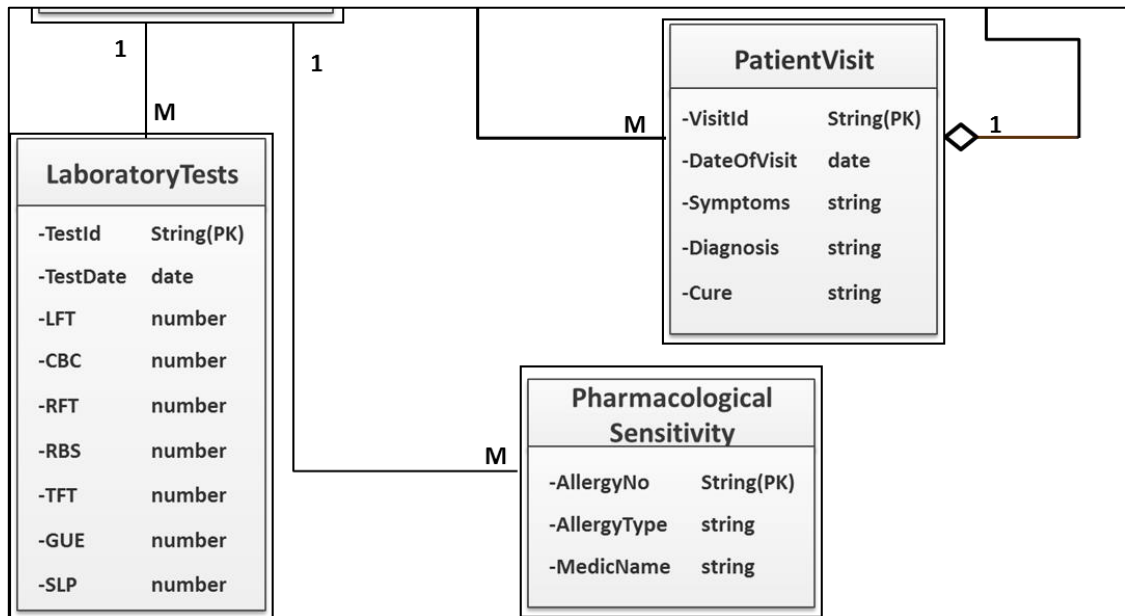 1
1
M
LaboratoryTests
-TestId String(PK)
-TestDate date
-LFT number
-CBC number
-RFT number
-RBS number
-TFT number
-GUE number
-SLP number
M
PatientVisit
-VisitId String(PK)
-DateOfVisit date
-Symptoms string
-Diagnosis string
-Cure string
1
M
Pharmacological
Sensitivity
-AllergyNo String(PK)
-AllergyType string
-MedicName string